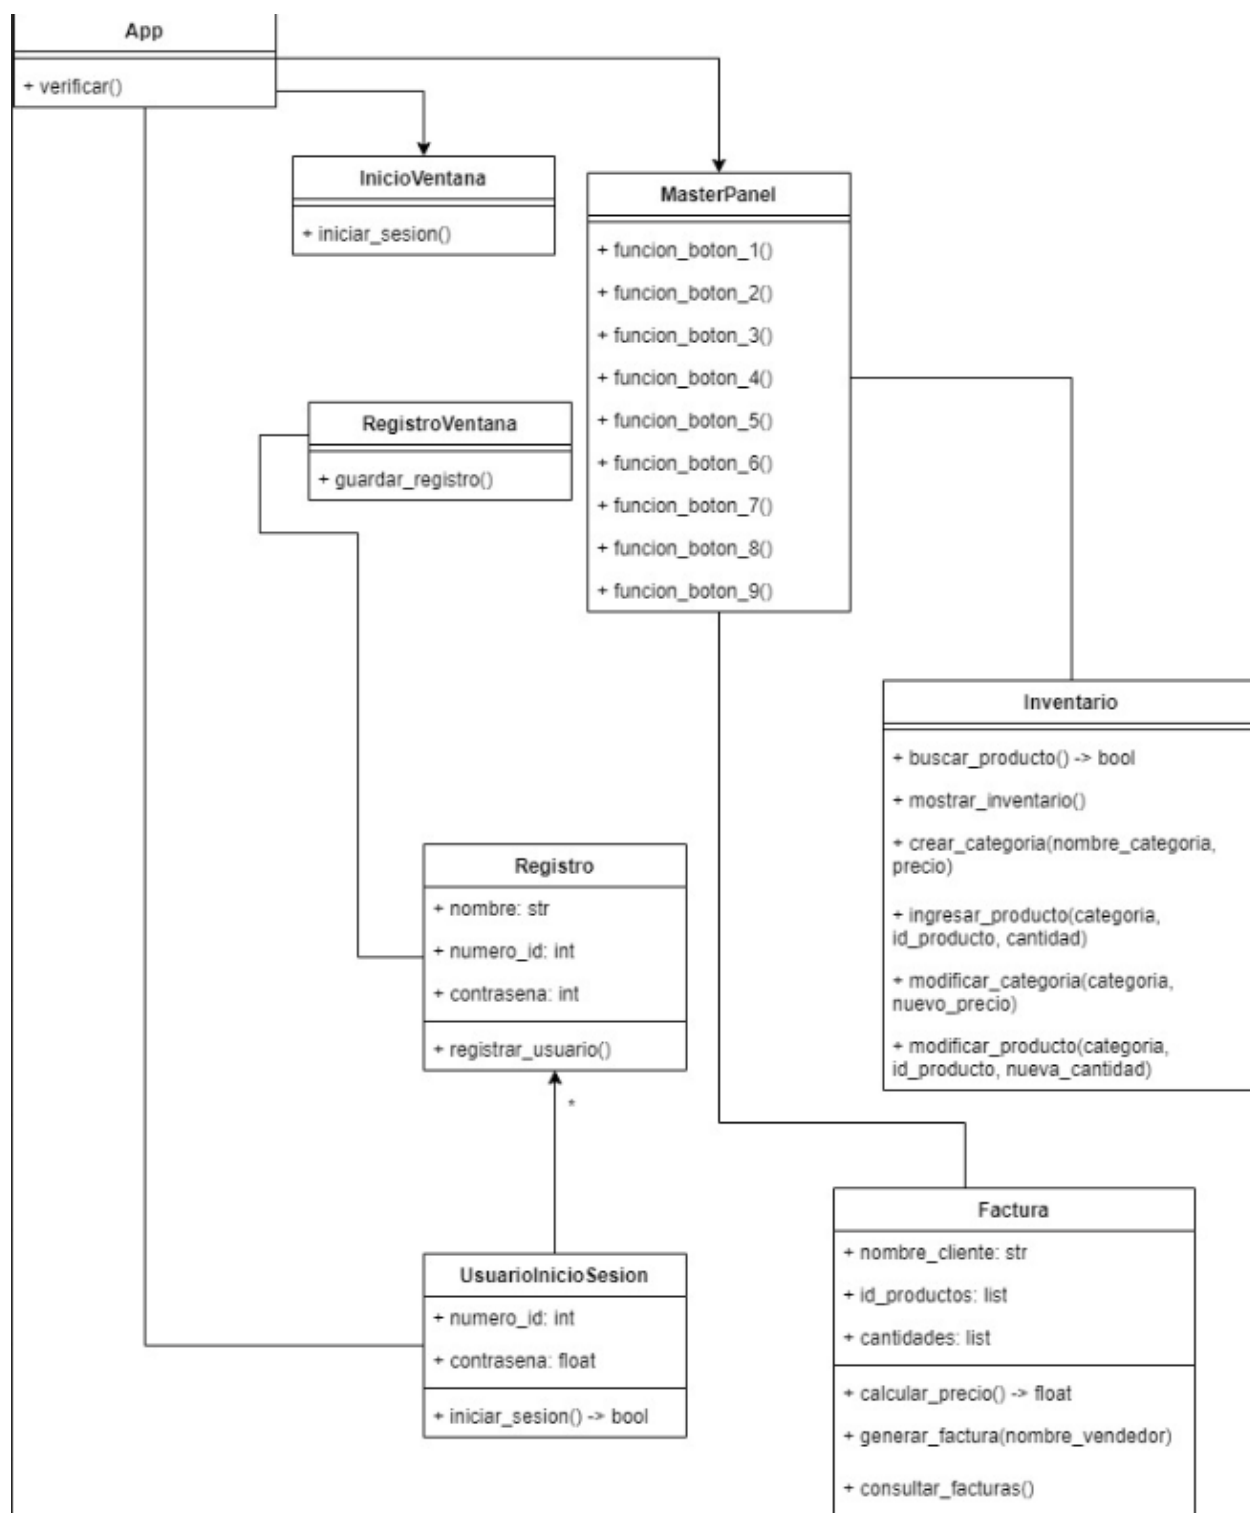 App
+ verificar()
InicioVentana
+ iniciar_sesion()
MasterPanel
+ funcion_boton_1()
+ funcion_boton_2()
+ funcion_boton_3()
+ funcion_boton_4()
+ funcion_boton_5()
+ funcion_boton_6()
+ funcion_boton_7()
+ funcion_boton_8()
+ funcion_boton_9()
RegistroVentana
+ guardar_registro()
Inventario
+ buscar_producto() -> bool
+ mostrar_inventario()
+ crear_categoria(nombre_categoria,
precio)
+ ingresar_producto(categoria,
id_producto, cantidad)
+ modificar_categoria(categoria,
nuevo_precio)
+ modificar_producto(categoria,
id_producto, nueva_cantidad)
Registro
+ nombre: str
+ numero_id: int
+ contrasena: int
+ registrar_usuario()
*
UsuarioInicioSesion
+ numero_id: int
+ contrasena: float
+ iniciar_sesion() -> bool
Factura
+ nombre_cliente: str
+ id_productos: list
+ cantidades: list
+ calcular_precio() -> float
+ generar_factura(nombre_vendedor)
+ consultar_facturas()